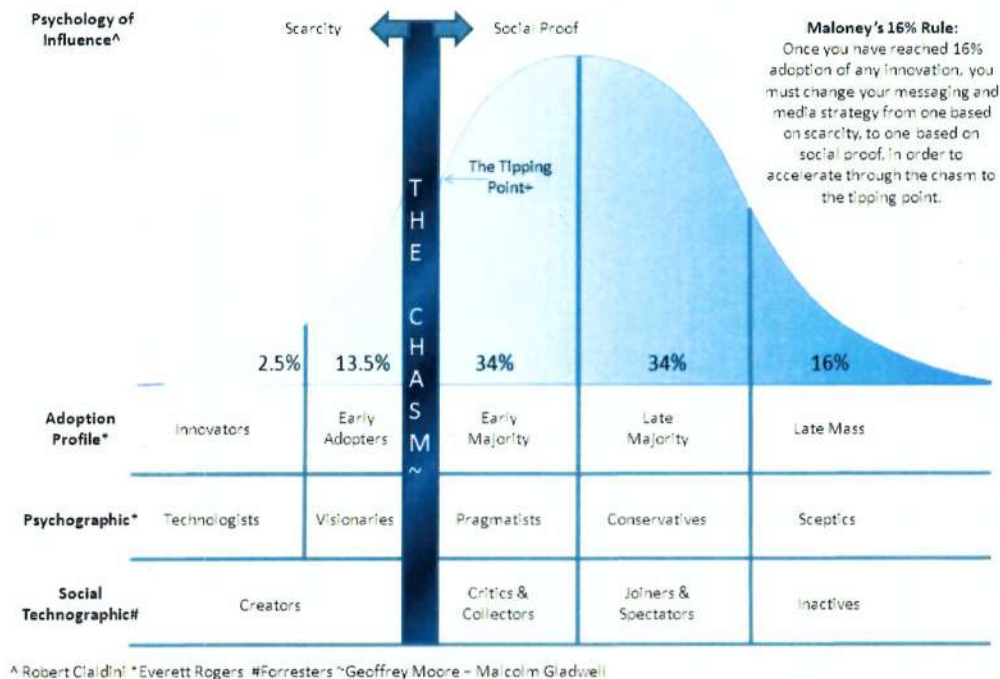 Psychology of
Influence^
Scarcity
Social Proof
Maloney's 16% Rule:
Once you have reached 16%
adoption of any innovation, you
must change your messaging and
media strategy from one based
on scarcity, to one based on
social proof, in order to
accelerate through the chasm to
the tipping point.
The Tipping
Point+
THE CHASM~
2.5%
13.5%
34%
34%
16%
Adoption
Profile*
Innovators
Early
Adopters
Early
Majority
Late
Majority
Late Mass
Psychographic*
Technologists
Visionaries
Pragmatists
Conservatives
Sceptics
Social
Technographic#
Creators
Critics &
Collectors
Joiners &
Spectators
Inactives
^ Robert Cialdini *Everett Rogers #Forresters ~Geoffrey Moore – Malcolm Gladwell